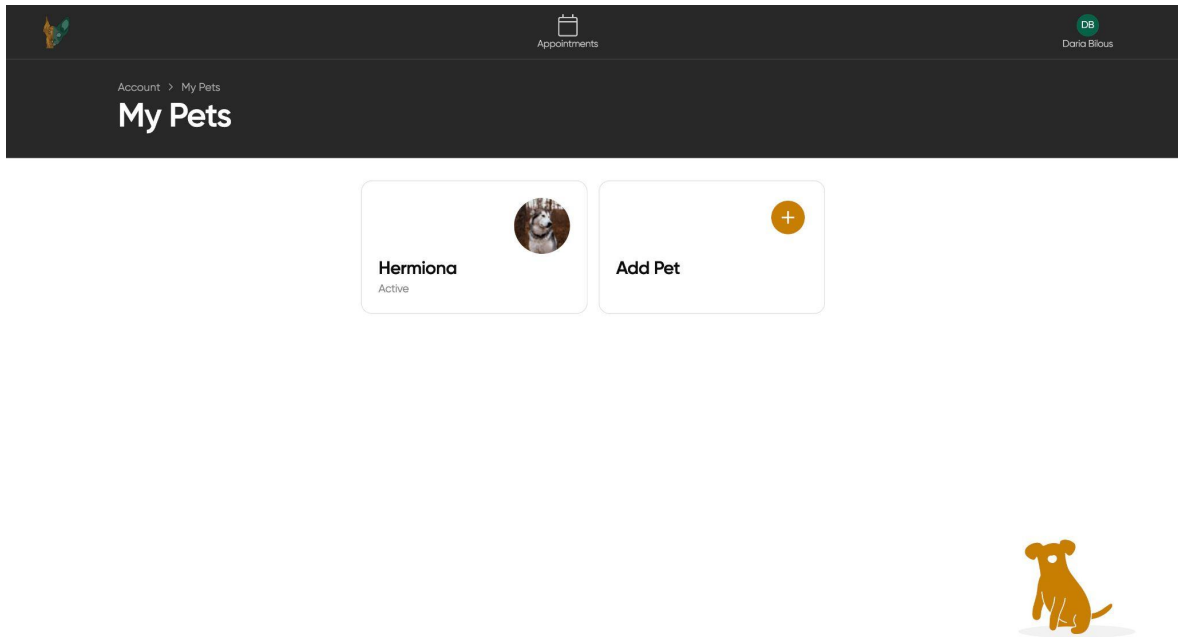 Appointments
DB
Daria Bilous
Account > My Pets
My Pets
Hermiona
Active
Add Pet